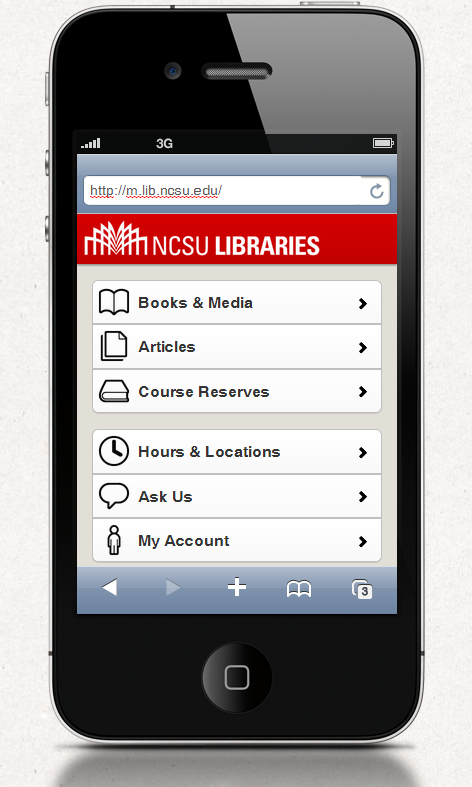 3G
http://m.lib.ncsu.edu/
NCSU LIBRARIES
Books & Media
Articles
Course Reserves
Hours & Locations
Ask Us
My Account
3